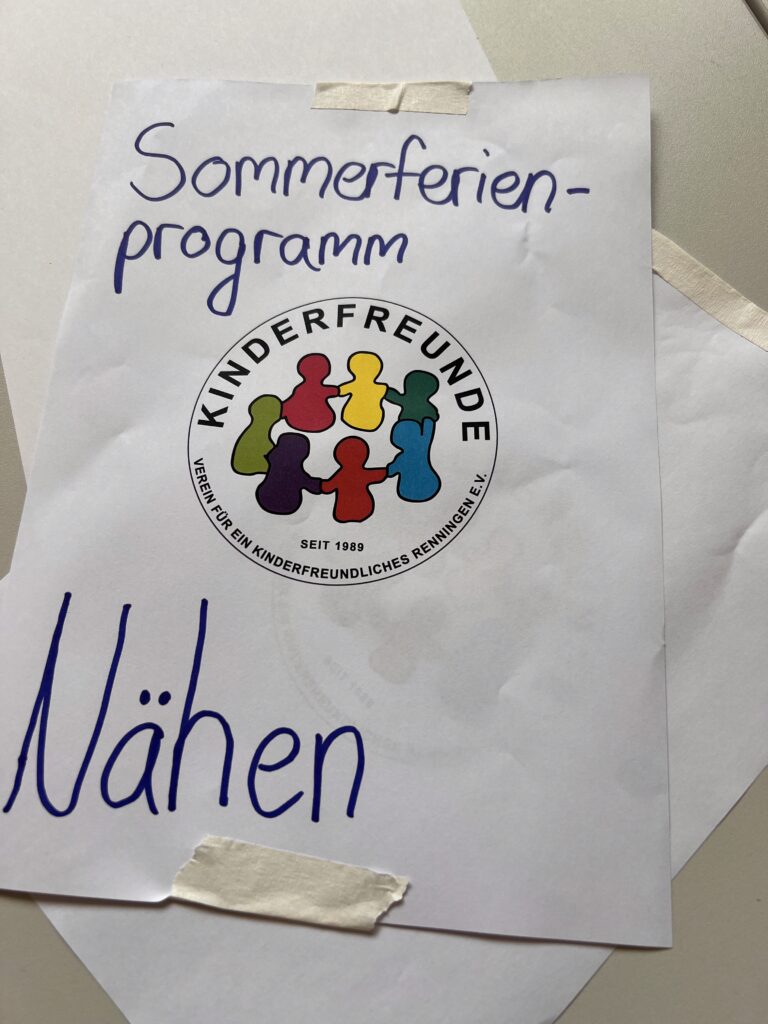 Sommerferien-
programm
KINDERFREUNDE
SEIT 1989
VEREIN FÜR EIN KINDERFREUNDLICHES RENNINGEN E.V.
Nähen